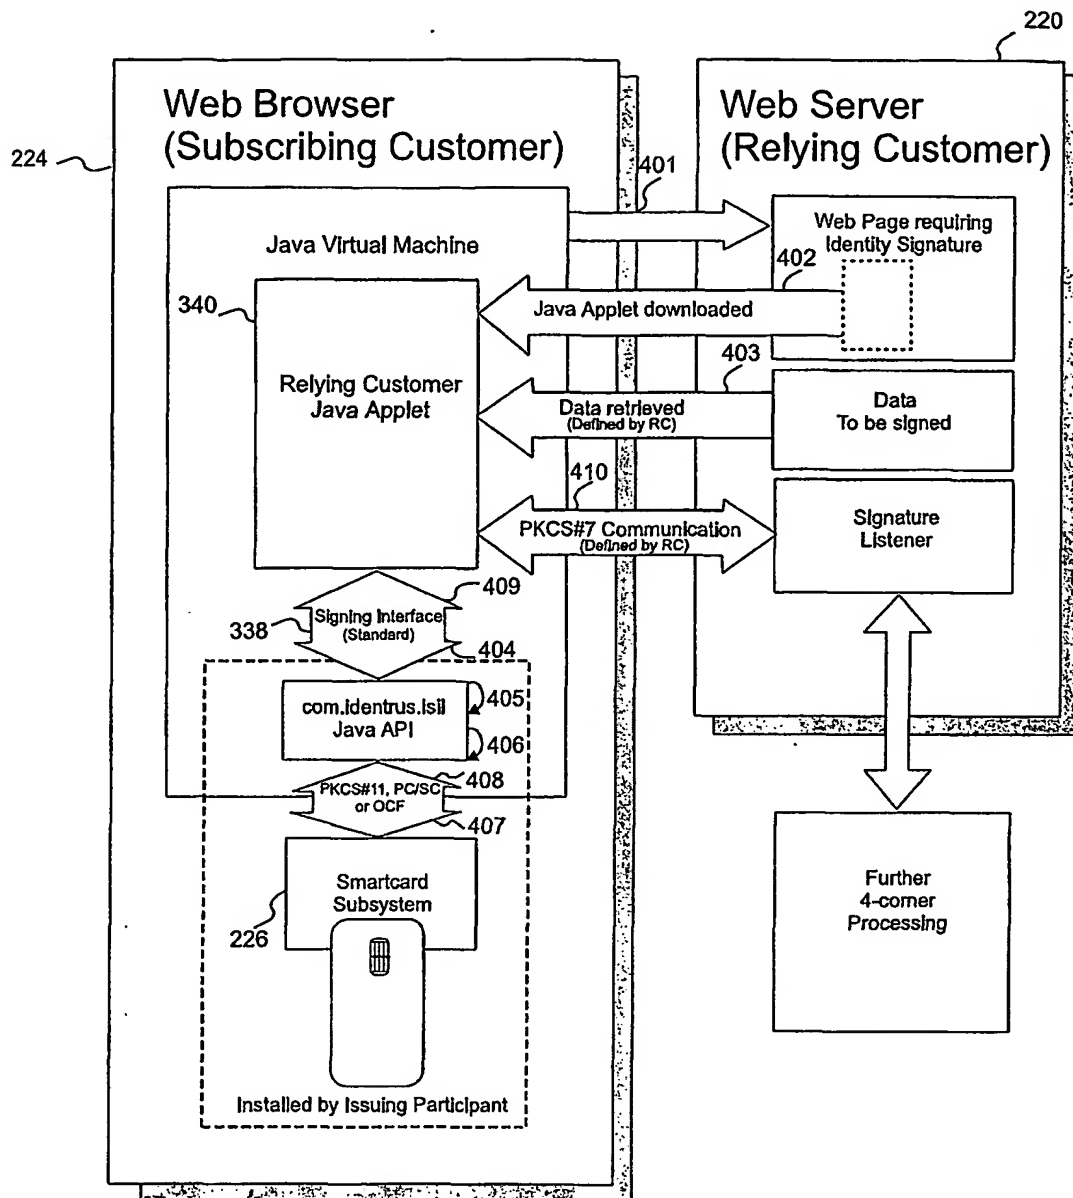 220
Web Browser
(Subscribing Customer)
Web Server
(Relying Customer)
224
401
Web Page requiring
Identity Signature
Java Virtual Machine
402
340
Java Applet downloaded
403
Relying Customer
Java Applet
Data retrieved
(Defined by RC)
Data
To be signed
410
PKCS#7 Communication
(Defined by RC)
Signature
Listener
409
Signing Interface
(Standard)
338
404
com.identrus.lsil
Java API
405
406
408
PKCS#11, PC/SC
or OCF
407
Smartcard
Subsystem
226
Further
4-corner
Processing
Installed by Issuing Participant